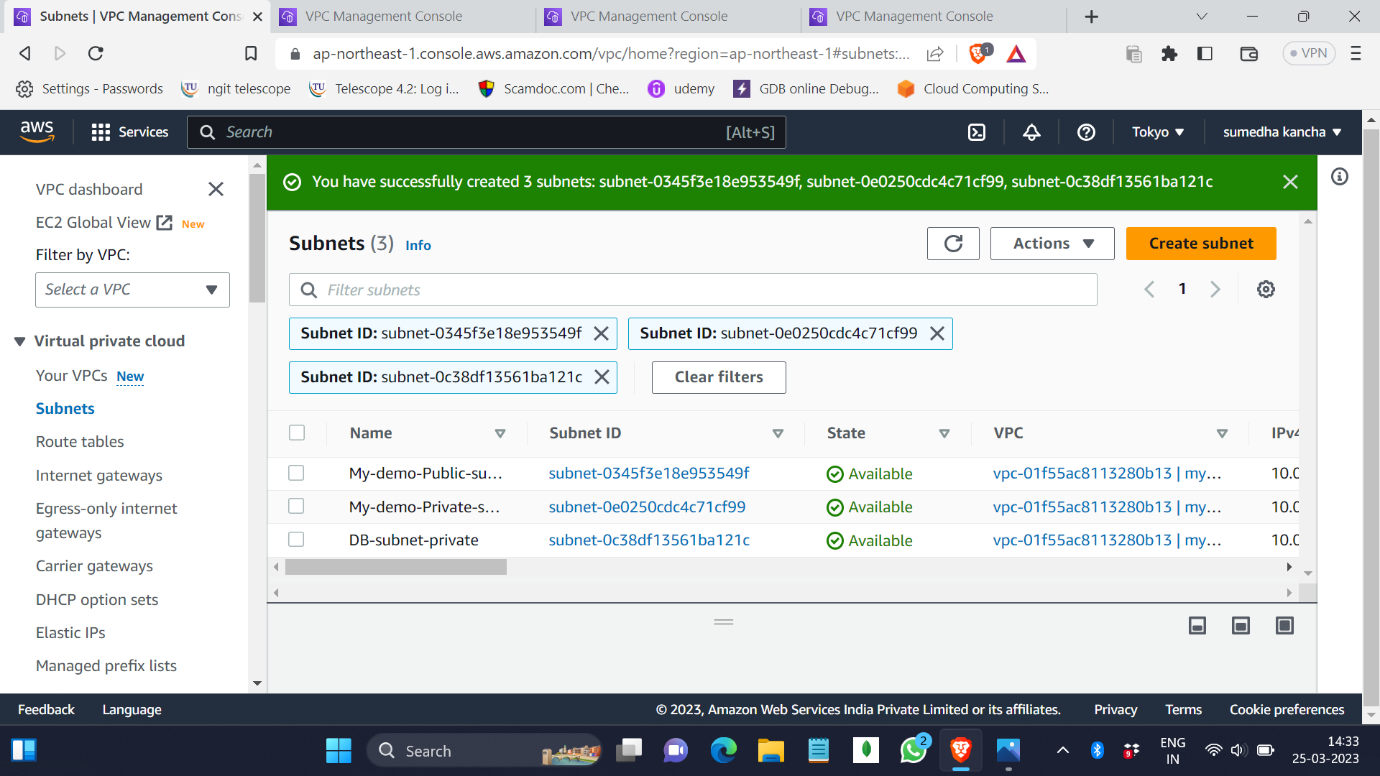 Subnets | VPC Management Cons
VPC Management Console
VPC Management Console
VPC Management Console
ap-northeast-1.console.aws.amazon.com/vpc/home?region=ap-northeast-1#subnets:...
1
VPN
Settings - Passwords
ngit telescope
Telescope 4.2: Log i...
Scamdoc.com | Che...
udemy
GDB online Debug...
Cloud Computing S...
aws
Services
Search
[Alt+S]
Tokyo
sumedha kancha
VPC dashboard
EC2 Global View New
Filter by VPC:
Select a VPC
Virtual private cloud
Your VPCs New
Subnets
Route tables
Internet gateways
Egress-only internet
gateways
Carrier gateways
DHCP option sets
Elastic IPs
Managed prefix lists
You have successfully created 3 subnets: subnet-0345f3e18e953549f, subnet-0e0250cdc4c71cf99, subnet-0c38df13561ba121c
Subnets (3) Info
Actions
Create subnet
Filter subnets
1
Subnet ID: subnet-0345f3e18e953549f
Subnet ID: subnet-0e0250cdc4c71cf99
Subnet ID: subnet-0c38df13561ba121c
Clear filters
Name Subnet ID State VPC IPv4
My-demo-Public-su... subnet-0345f3e18e953549f Available vpc-01f55ac8113280b13 | my... 10.0
My-demo-Private-s... subnet-0e0250cdc4c71cf99 Available vpc-01f55ac8113280b13 | my... 10.0
DB-subnet-private subnet-0c38df13561ba121c Available vpc-01f55ac8113280b13 | my... 10.0
Feedback
Language
© 2023, Amazon Web Services India Private Limited or its affiliates.
Privacy
Terms
Cookie preferences
Search
2
9
ENG
IN
14:33
25-03-2023